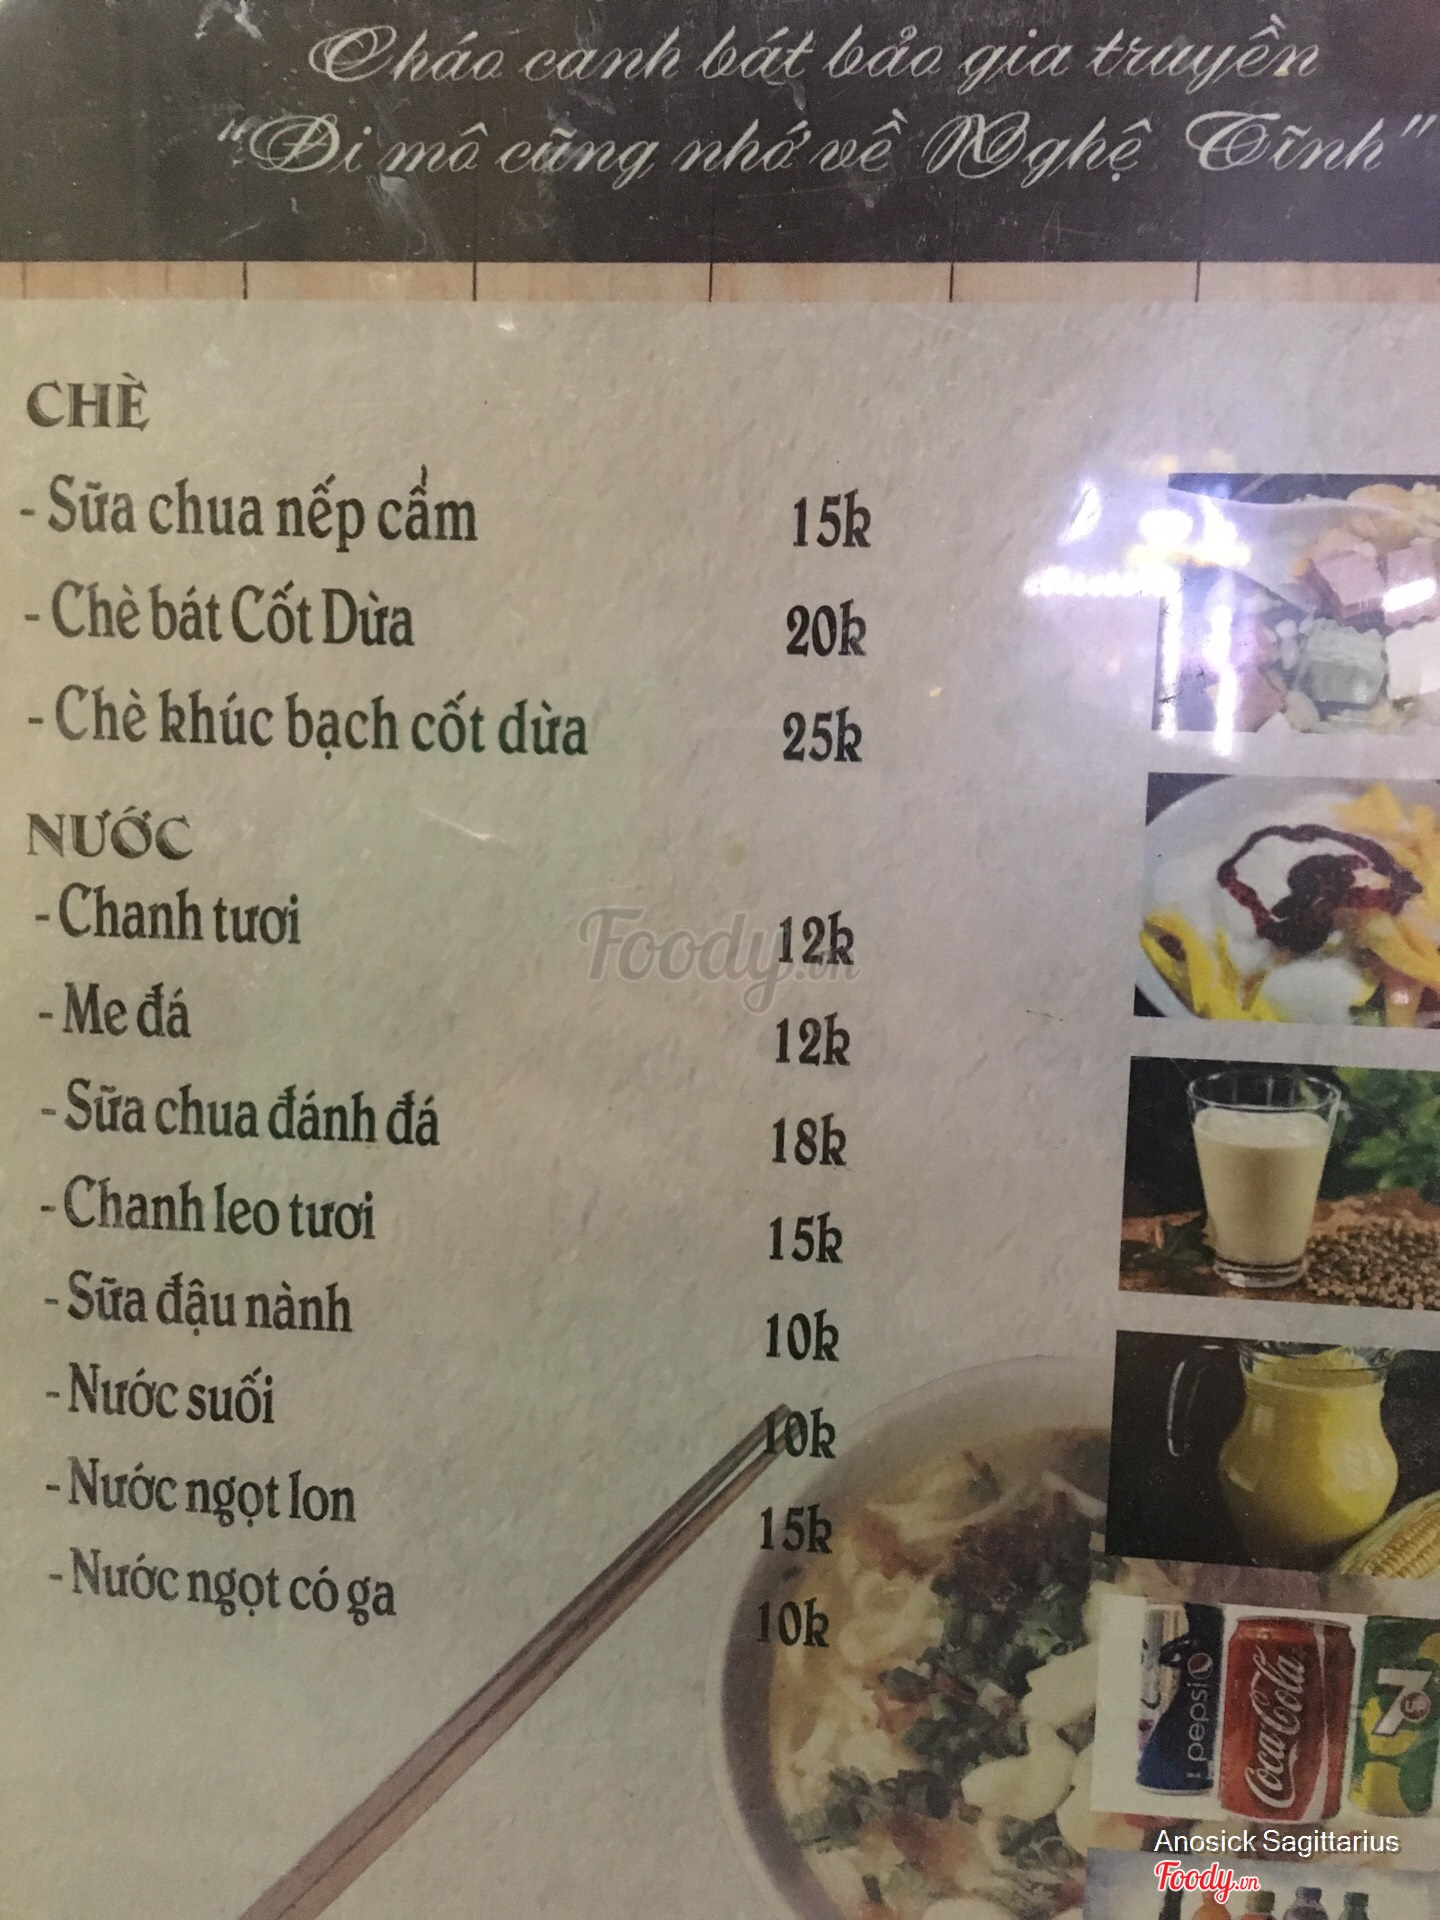 Cháo canh bát bảo gia truyền
"Đi mô cũng nhớ về Nghệ Tĩnh"
CHÈ
- Sữa chua nếp cẩm 15k
- Chè bát Cốt Dừa 20k
- Chè khúc bạch cốt dừa 25k
NƯỚC
- Chanh tươi 12k
- Me đá 12k
- Sữa chua đánh đá 18k
- Chanh leo tươi 15k
- Sữa đậu nành 10k
- Nước suối 10k
- Nước ngọt lon 15k
- Nước ngọt có ga 10k
Foody.vn
pepsi
Coca-Cola
7
Anosick Sagittarius
Foody.vn